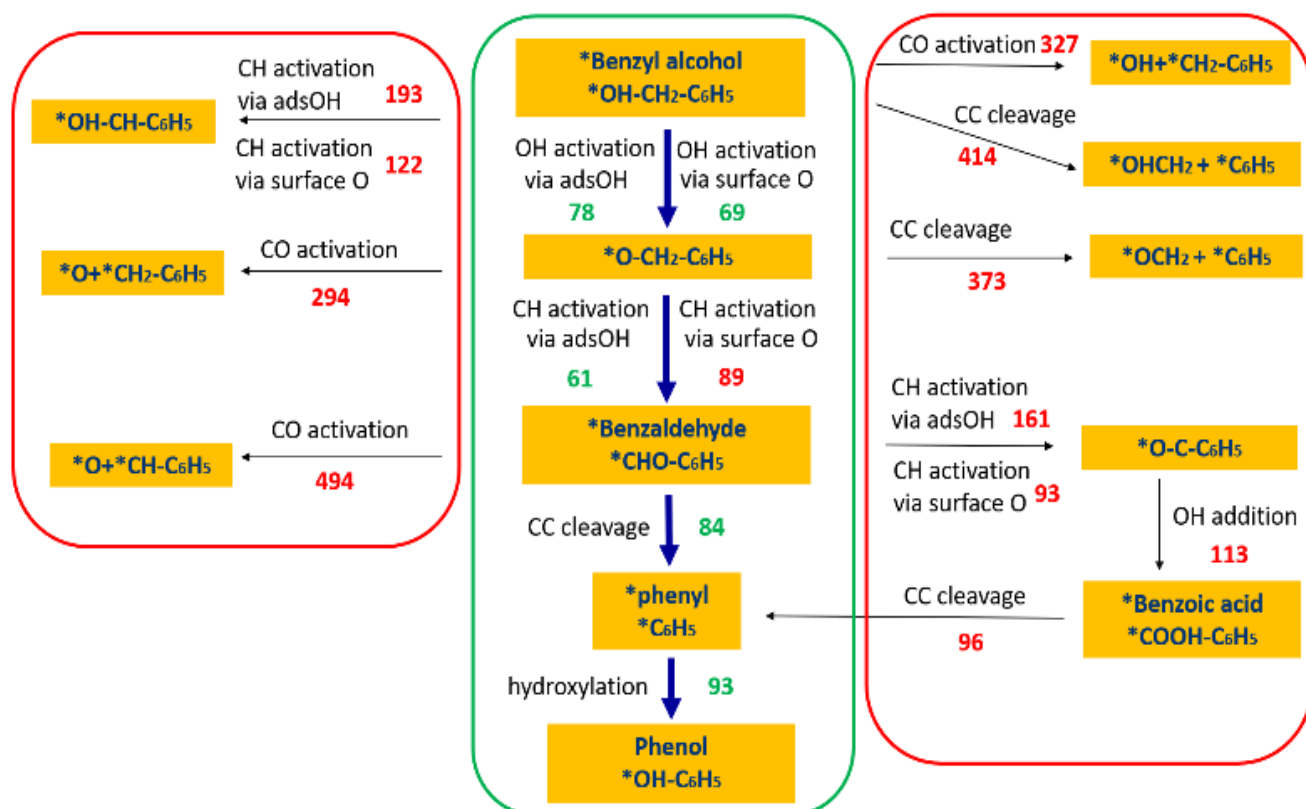 CH activation
via adsOH 193
*OH-CH-C₆H₅
CH activation
via surface O 122
CO activation
*O+*CH₂-C₆H₅
294
CO activation
*O+*CH-C₆H₅
494
*Benzyl alcohol
*OH-CH₂-C₆H₅
OH activation
via adsOH
78
OH activation
via surface O
69
*O-CH₂-C₆H₅
CH activation
via adsOH
61
CH activation
via surface O
89
*Benzaldehyde
*CHO-C₆H₅
CC cleavage 84
*phenyl
*C₆H₅
hydroxylation 93
Phenol
*OH-C₆H₅
CO activation 327
*OH+*CH₂-C₆H₅
CC cleavage
414
*OHCH₂ + *C₆H₅
CC cleavage
373
*OCH₂ + *C₆H₅
CH activation
via adsOH 161
*O-C-C₆H₅
CH activation
via surface O 93
OH addition
113
CC cleavage
96
*Benzoic acid
*COOH-C₆H₅